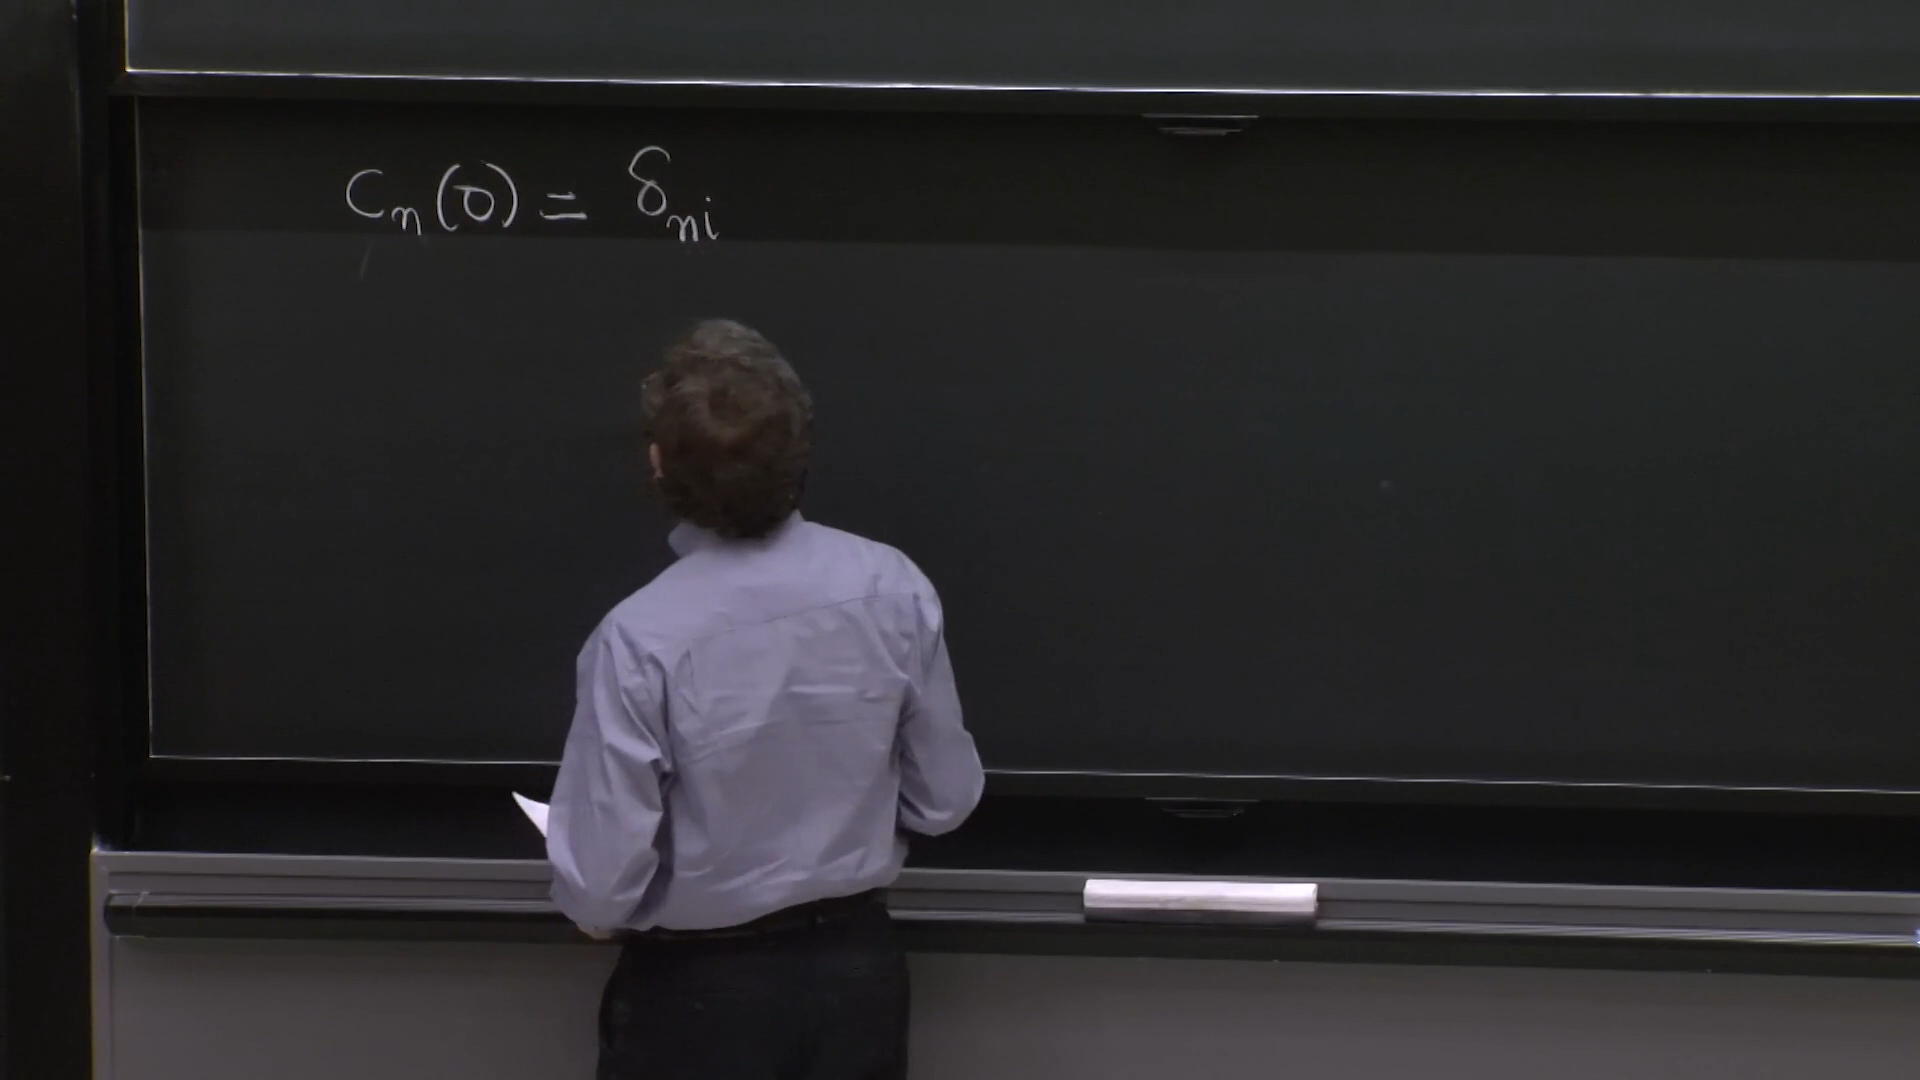 Cₙ(0) = δₙᵢ